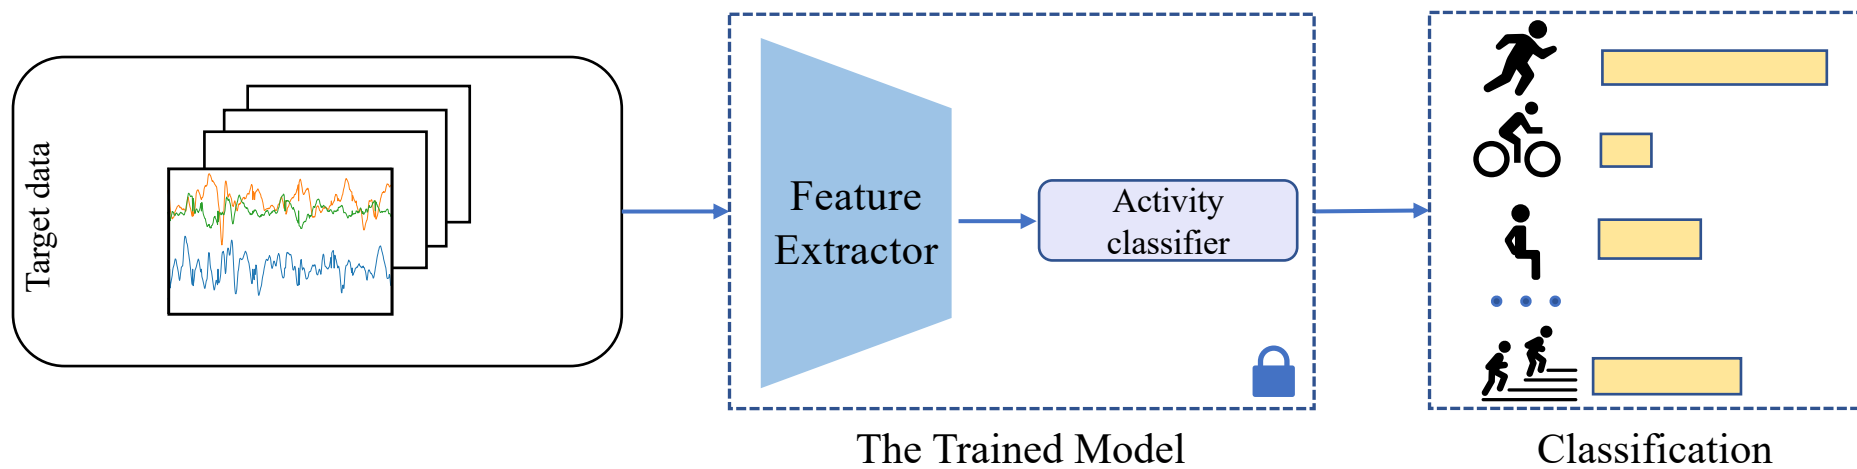 Target data
Feature
Extractor
Activity
classifier
The Trained Model
Classification